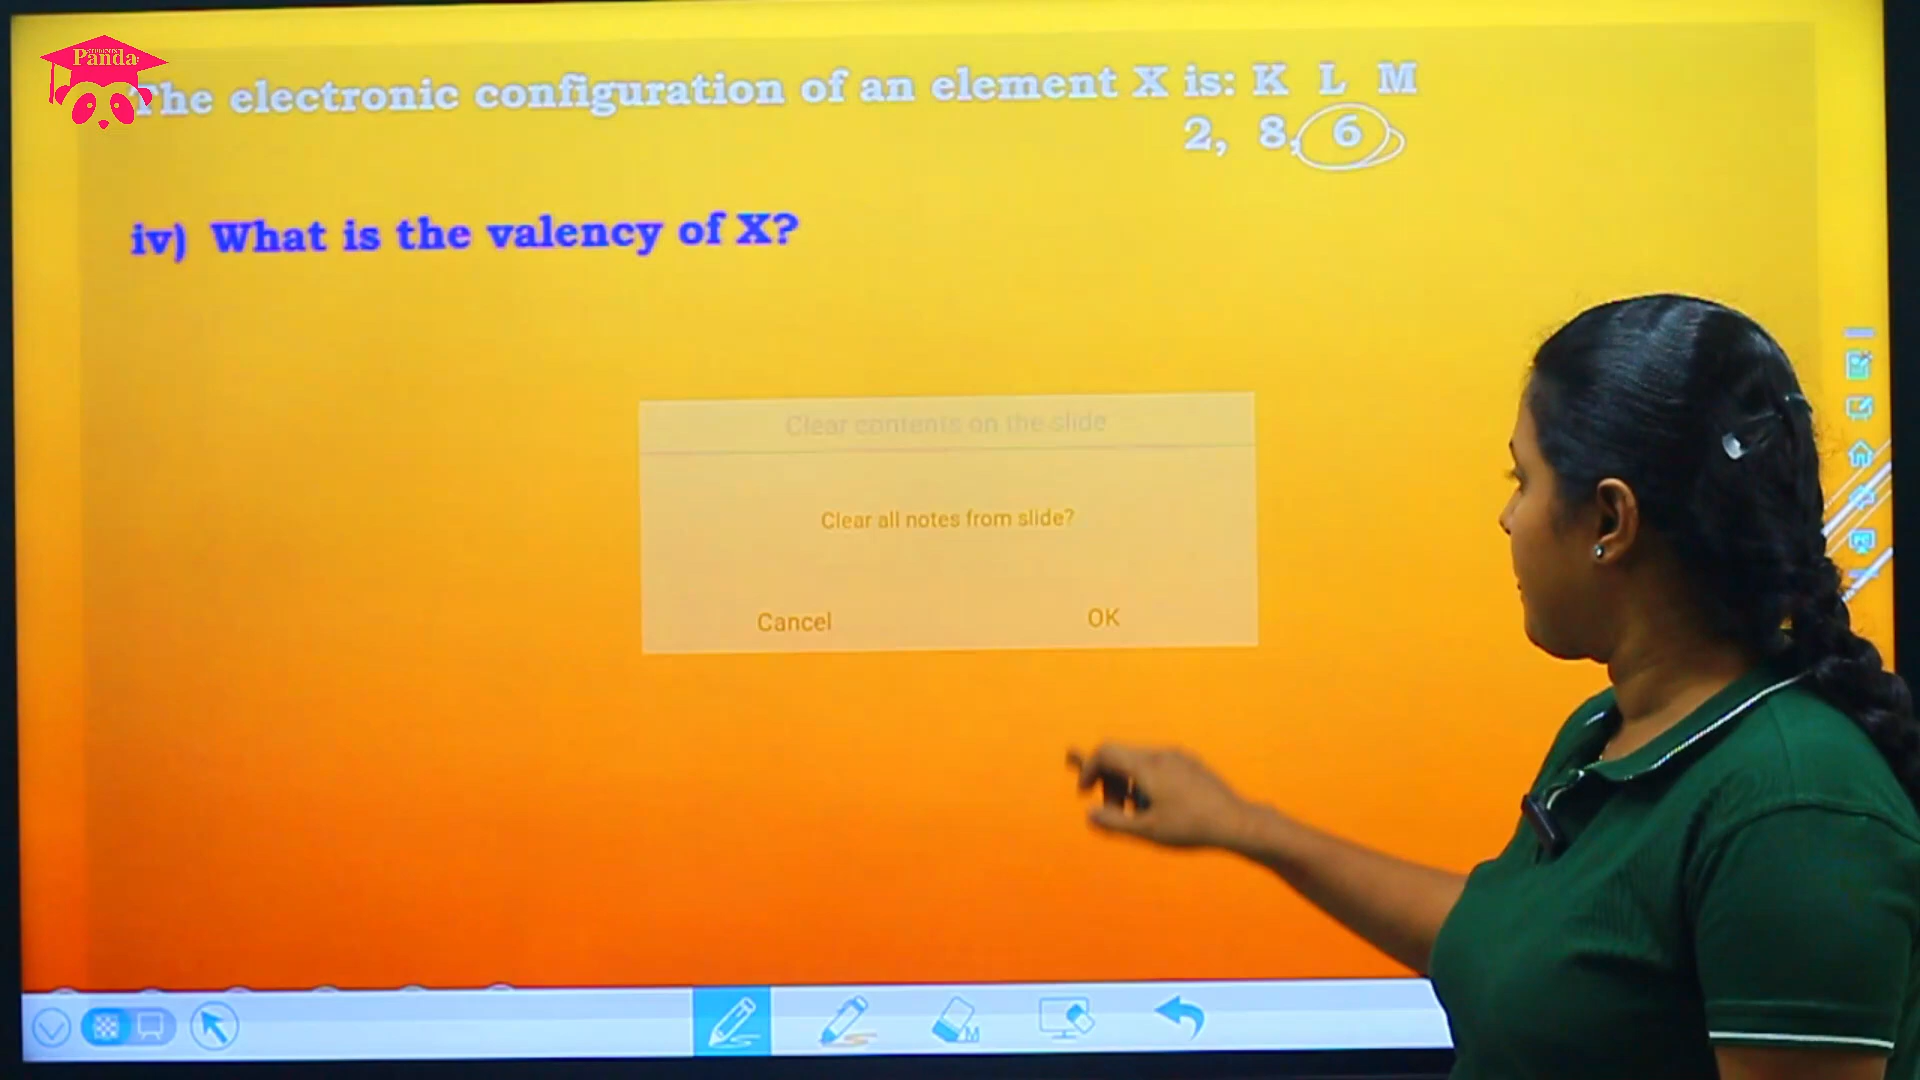 STUDENTS
Panda
The electronic configuration of an element X is: K L M
2, 8, 6
iv) What is the valency of X?
Clear contents on the slide
Clear all notes from slide?
Cancel OK
M